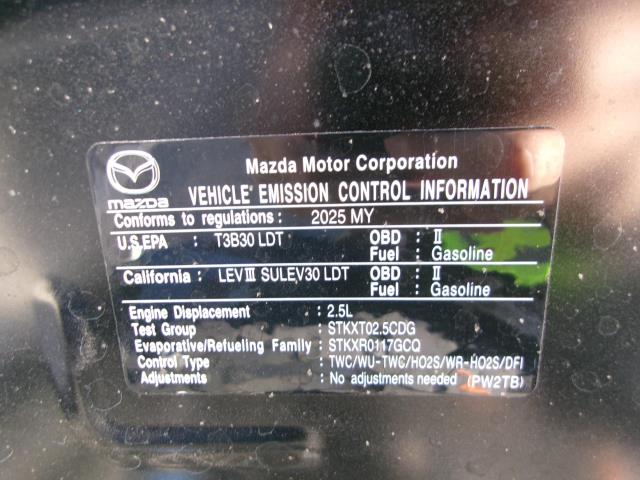 Mazda Motor Corporation
mazda
VEHICLE EMISSION CONTROL INFORMATION
Conforms to regulations : 2025 MY
U.S.EPA : T3B30 LDT OBD : II
Fuel : Gasoline
California : LEV III SULEV30 LDT OBD : II
Fuel : Gasoline
Engine Displacement : 2.5L
Test Group : STKXT02.5CDG
Evaporative/Refueling Family : STKXR0117GCQ
Control Type : TWC/WU-TWC/HO2S/WR-HO2S/DFI
Adjustments : No adjustments needed (PW2TB)